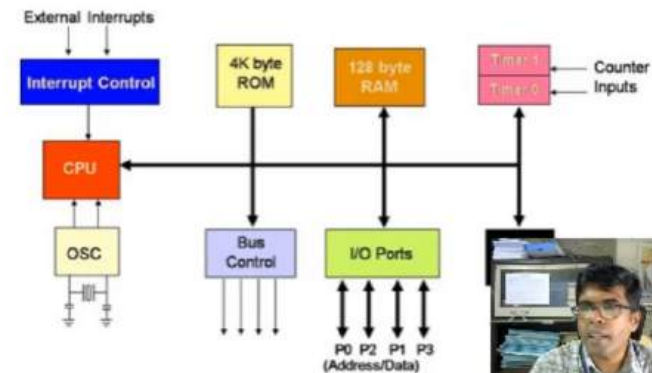 External Interrupts
Interrupt Control
4K byte
ROM
128 byte
RAM
Timer 1
Timer 0
Counter
Inputs
CPU
OSC
Bus
Control
I/O Ports
P0 P2 P1 P3
(Address/Data)